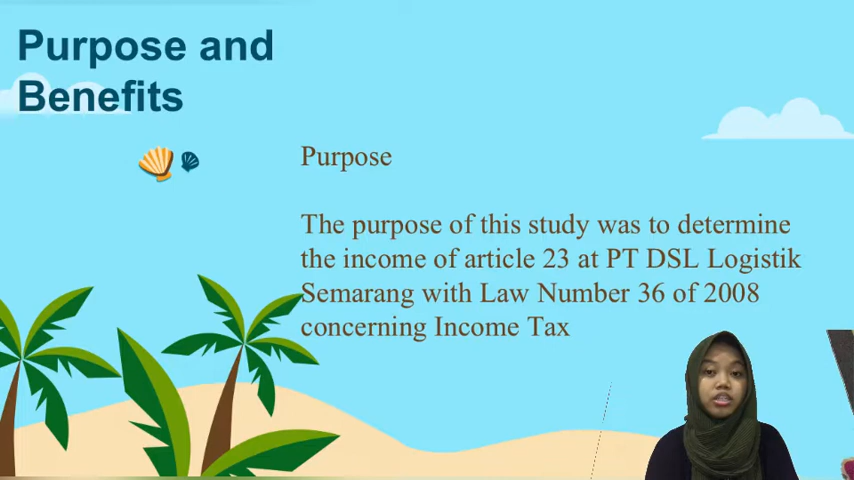 Purpose and
Benefits
Purpose
The purpose of this study was to determine
the income of article 23 at PT DSL Logistik
Semarang with Law Number 36 of 2008
concerning Income Tax